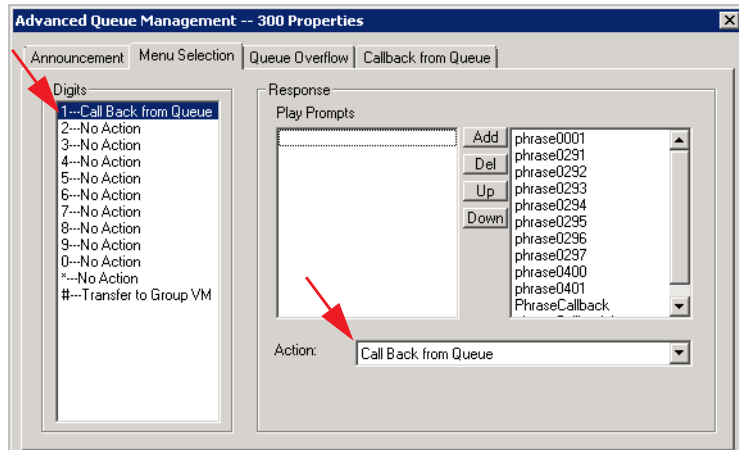 Advanced Queue Management -- 300 Properties
Announcement Menu Selection Queue Overflow Callback from Queue
Digits
1---Call Back from Queue
2---No Action
3---No Action
4---No Action
5---No Action
6---No Action
7---No Action
8---No Action
9---No Action
0---No Action
*---No Action
#---Transfer to Group VM
Response
Play Prompts
Add
Del
Up
Down
phrase0001
phrase0291
phrase0292
phrase0293
phrase0294
phrase0295
phrase0296
phrase0297
phrase0400
phrase0401
PhraseCallback
Action:
Call Back from Queue